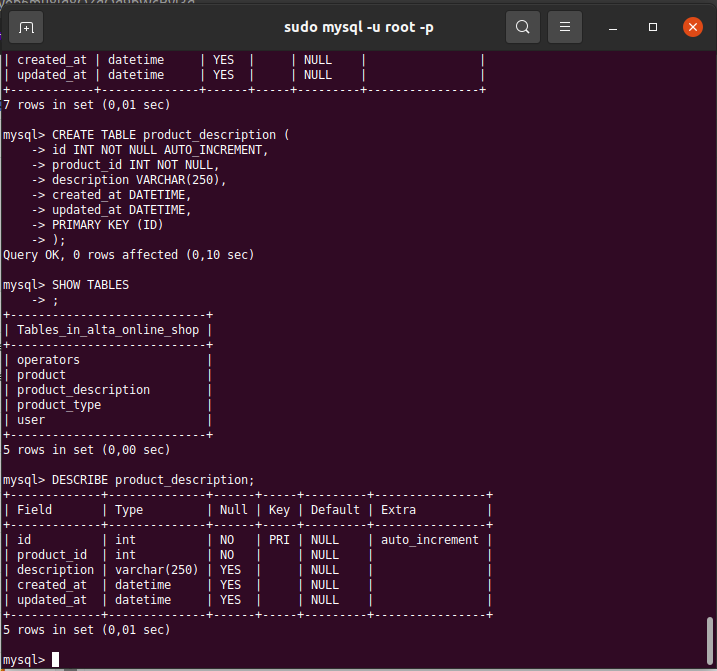 sudo mysql -u root -p
| created_at | datetime     | YES  |     | NULL    |                |
| updated_at | datetime     | YES  |     | NULL    |                |
+------------+--------------+------+-----+---------+----------------+
7 rows in set (0,01 sec)
mysql> CREATE TABLE product_description (
    -> id INT NOT NULL AUTO_INCREMENT,
    -> product_id INT NOT NULL,
    -> description VARCHAR(250),
    -> created_at DATETIME,
    -> updated_at DATETIME,
    -> PRIMARY KEY (ID)
    -> );
Query OK, 0 rows affected (0,10 sec)
mysql> SHOW TABLES
    -> ;
+----------------------------+
| Tables_in_alta_online_shop |
+----------------------------+
| operators                  |
| product                    |
| product_description        |
| product_type               |
| user                       |
+----------------------------+
5 rows in set (0,00 sec)
mysql> DESCRIBE product_description;
+-------------+--------------+------+-----+---------+----------------+
| Field       | Type         | Null | Key | Default | Extra          |
+-------------+--------------+------+-----+---------+----------------+
| id          | int          | NO   | PRI | NULL    | auto_increment |
| product_id  | int          | NO   |     | NULL    |                |
| description | varchar(250) | YES  |     | NULL    |                |
| created_at  | datetime     | YES  |     | NULL    |                |
| updated_at  | datetime     | YES  |     | NULL    |                |
+-------------+--------------+------+-----+---------+----------------+
5 rows in set (0,01 sec)
mysql>